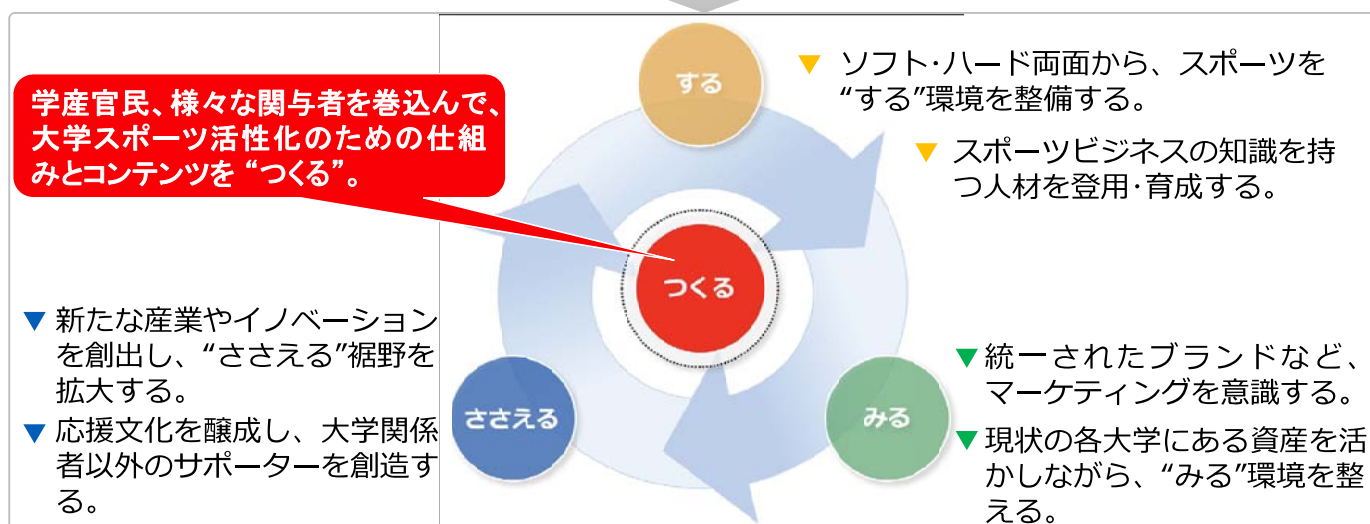 学産官民、様々な関与者を巻込んで、
大学スポーツ活性化のための仕組
みとコンテンツを “つくる”。
する
▼ ソフト･ハード両面から、スポーツを
“する”環境を整備する。
▼ スポーツビジネスの知識を持
つ人材を登用･育成する。
つくる
▼ 新たな産業やイノベーション
を創出し、“ささえる”裾野を
拡大する。
▼ 応援文化を醸成し、大学関係
者以外のサポーターを創造す
る。
ささえる
みる
▼ 統一されたブランドなど、
マーケティングを意識する。
▼ 現状の各大学にある資産を活
かしながら、“みる”環境を整
える。